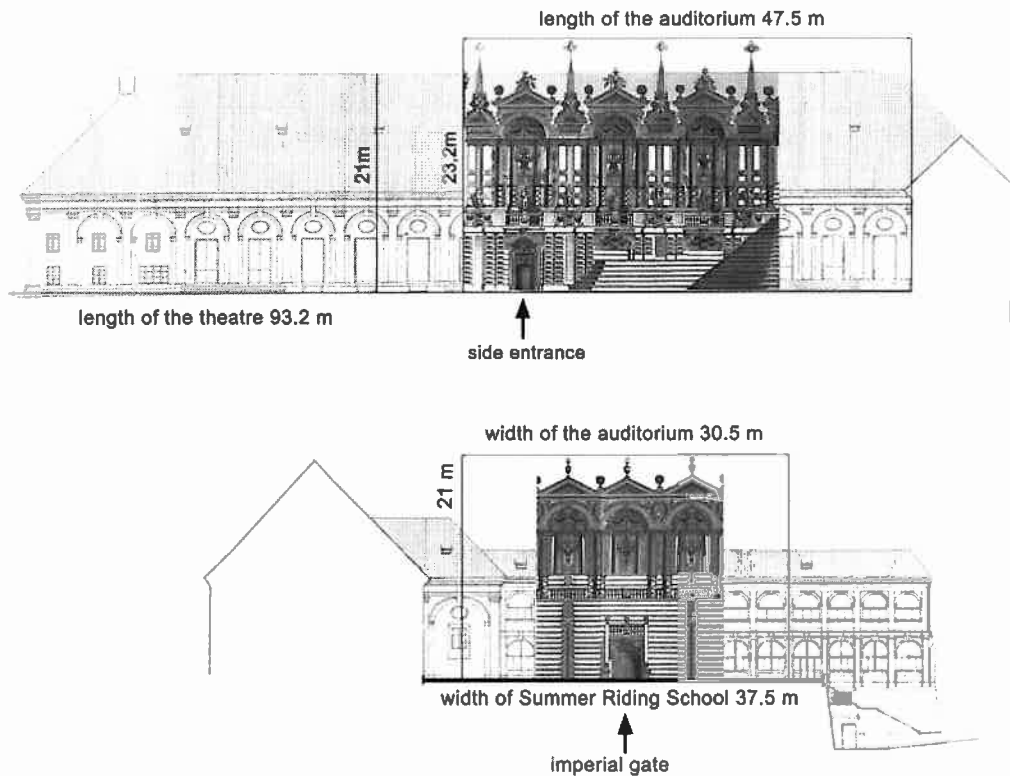 length of the auditorium 47.5 m
21m
23.2m
length of the theatre 93.2 m
side entrance
width of the auditorium 30.5 m
21 m
width of Summer Riding School 37.5 m
imperial gate